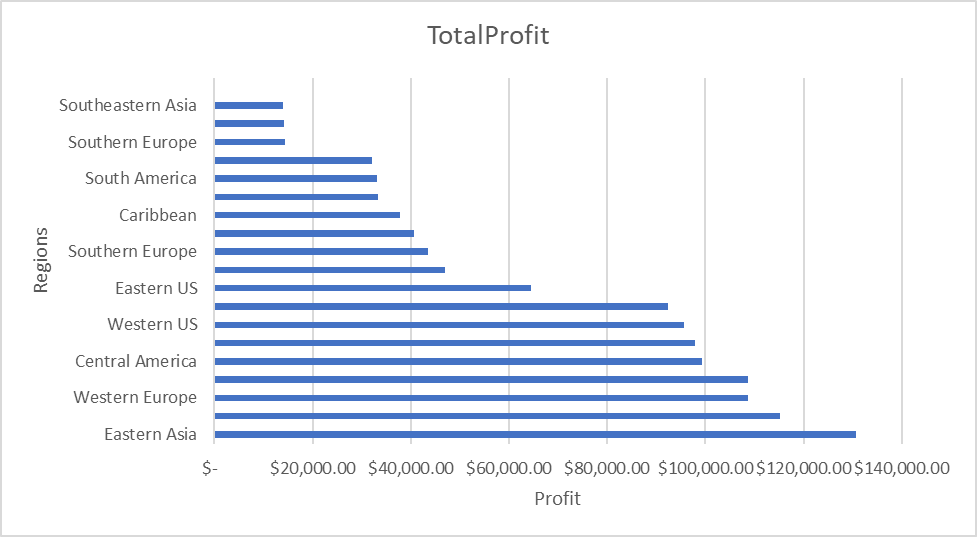 TotalProfit
Southeastern Asia
Southern Europe
South America
Caribbean
Southern Europe
Eastern US
Western US
Central America
Western Europe
Eastern Asia
Regions
$- $20,000.00 $40,000.00 $60,000.00 $80,000.00 $100,000.00 $120,000.00 $140,000.00
Profit